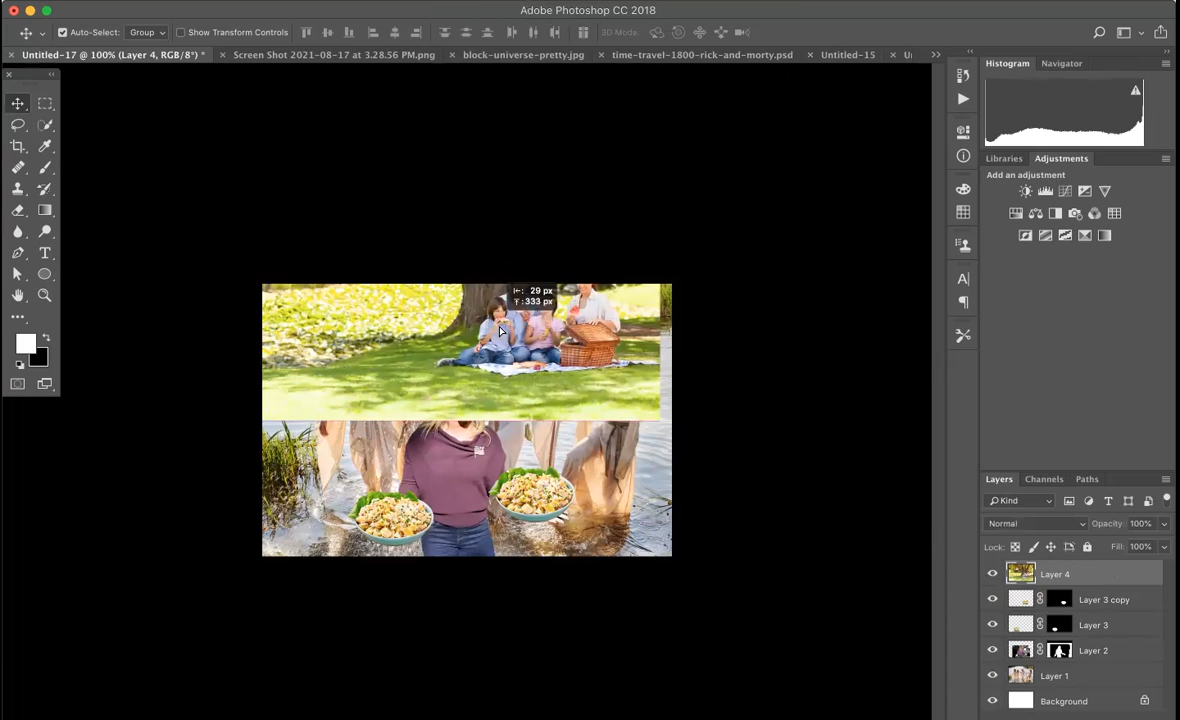 Adobe Photoshop CC 2018
Auto-Select: Group Show Transform Controls 3D Mode:
Untitled-17 @ 100% (Layer 4, RGB/8*) * Screen Shot 2021-08-17 at 3.28.56 PM.png block-universe-pretty.jpg time-travel-1800-rick-and-morty.psd Untitled-15 Ur
Histogram Navigator
Libraries Adjustments
Add an adjustment
29 px
333 px
Layers Channels Paths
Kind
Normal Opacity: 100%
Lock: Fill: 100%
Layer 4
Layer 3 copy
Layer 3
Layer 2
Layer 1
Background